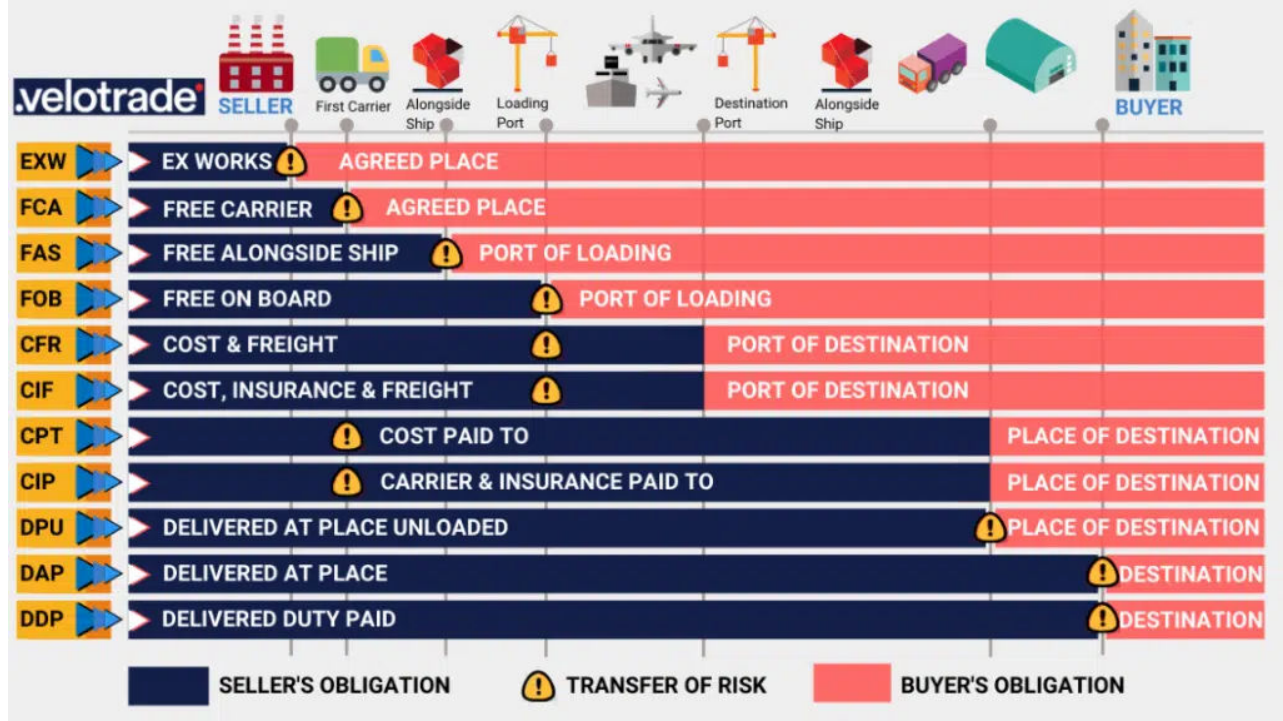 .velotrade
SELLER
First Carrier
Alongside
Ship
Loading
Port
Destination
Port
Alongside
Ship
BUYER
EXW EX WORKS AGREED PLACE
FCA FREE CARRIER AGREED PLACE
FAS FREE ALONGSIDE SHIP PORT OF LOADING
FOB FREE ON BOARD PORT OF LOADING
CFR COST & FREIGHT PORT OF DESTINATION
CIF COST, INSURANCE & FREIGHT PORT OF DESTINATION
CPT COST PAID TO PLACE OF DESTINATION
CIP CARRIER & INSURANCE PAID TO PLACE OF DESTINATION
DPU DELIVERED AT PLACE UNLOADED PLACE OF DESTINATION
DAP DELIVERED AT PLACE DESTINATION
DDP DELIVERED DUTY PAID DESTINATION
SELLER'S OBLIGATION TRANSFER OF RISK BUYER'S OBLIGATION